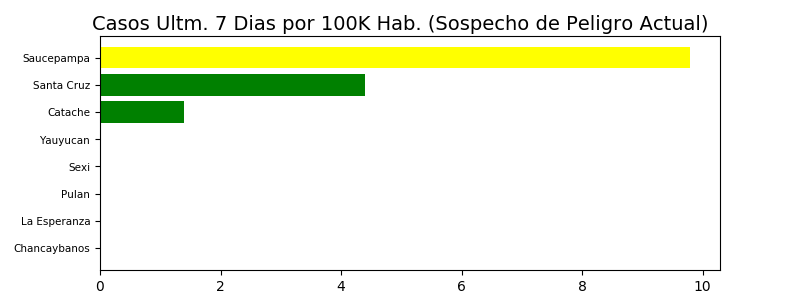 Casos Ultm. 7 Dias por 100K Hab. (Sospecho de Peligro Actual)
Saucepampa
Santa Cruz
Catache
Yauyucan
Sexi
Pulan
La Esperanza
Chancaybanos
0 2 4 6 8 10